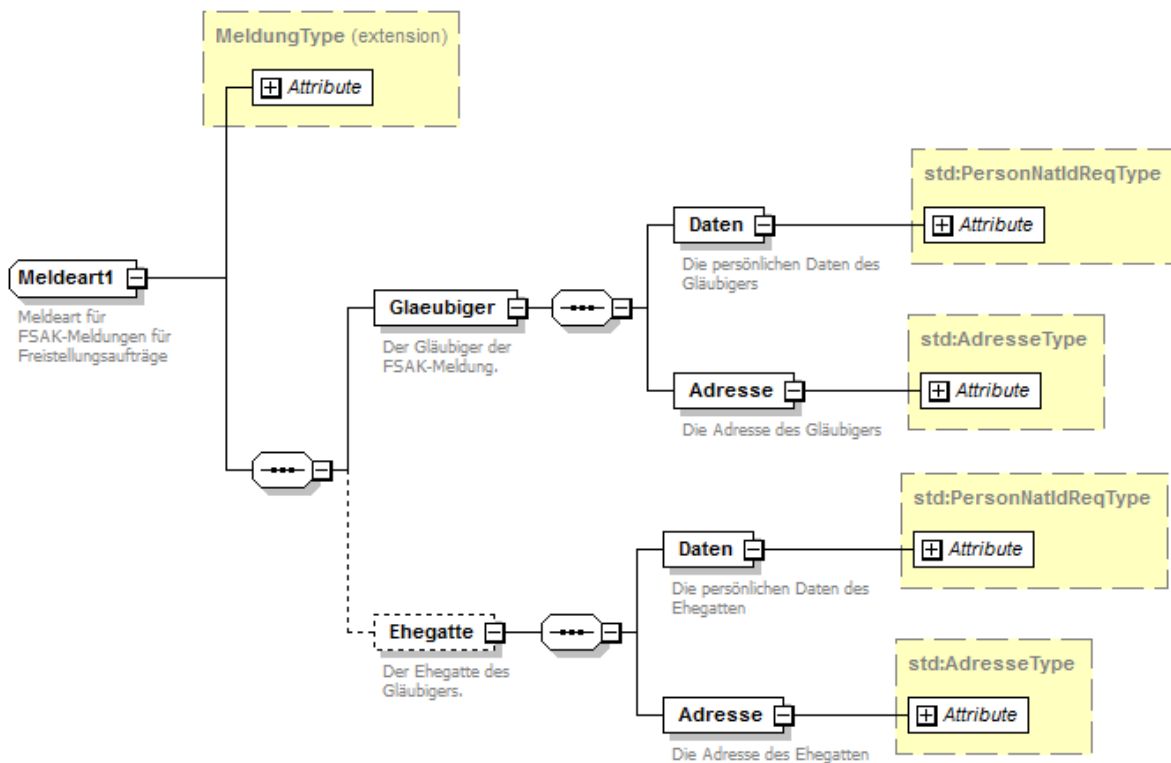 MeldungType (extension)
Attribute
std:PersonNatIdReqType
Daten
Attribute
Die persönlichen Daten des
Gläubigers
Meldeart1
Meldeart für
FSAK-Meldungen für
Freistellungsaufträge
Glaeubiger
Der Gläubiger der
FSAK-Meldung.
std:AdresseType
Adresse
Attribute
Die Adresse des Gläubigers
std:PersonNatIdReqType
Daten
Attribute
Die persönlichen Daten des
Ehegatten
Ehegatte
Der Ehegatte des
Gläubigers.
std:AdresseType
Adresse
Attribute
Die Adresse des Ehegatten